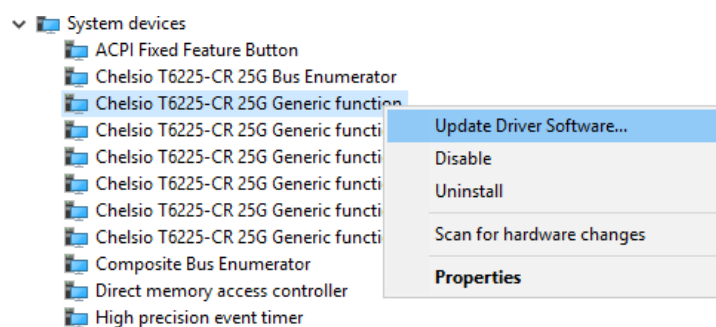 System devices
ACPI Fixed Feature Button
Chelsio T6225-CR 25G Bus Enumerator
Chelsio T6225-CR 25G Generic function
Chelsio T6225-CR 25G Generic functi
Update Driver Software...
Chelsio T6225-CR 25G Generic functi
Disable
Chelsio T6225-CR 25G Generic functi
Uninstall
Chelsio T6225-CR 25G Generic functi
Chelsio T6225-CR 25G Generic functi
Scan for hardware changes
Composite Bus Enumerator
Properties
Direct memory access controller
High precision event timer